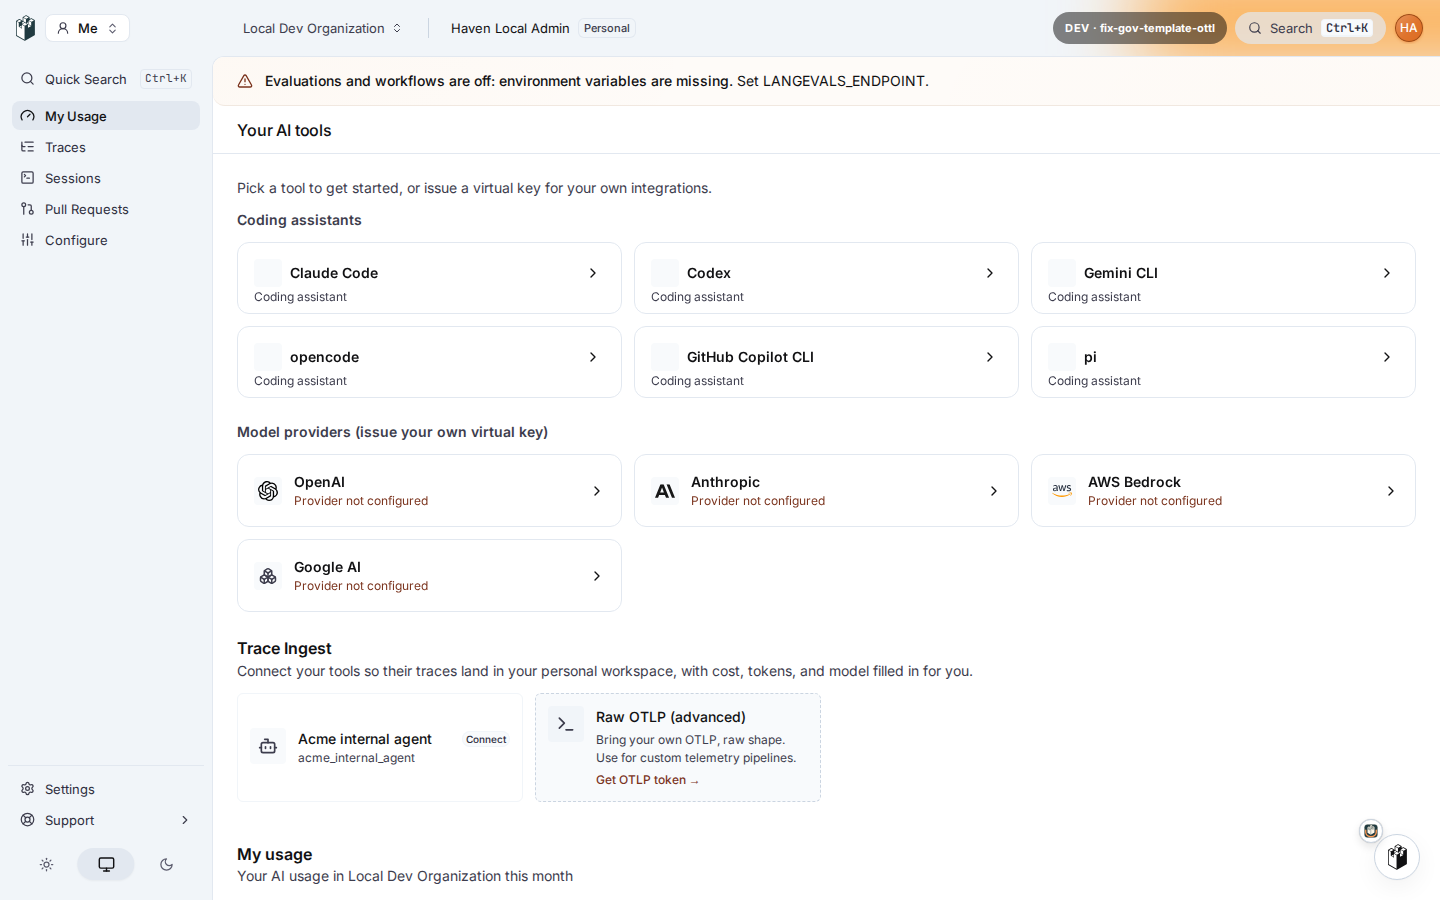 Me
Local Dev Organization
Haven Local Admin Personal
DEV · fix-gov-template-ottl
Search Ctrl+K
HA
Quick Search Ctrl+K
My Usage
Traces
Sessions
Pull Requests
Configure
Settings
Support
Evaluations and workflows are off: environment variables are missing. Set LANGEVALS_ENDPOINT.
Your AI tools
Pick a tool to get started, or issue a virtual key for your own integrations.
Coding assistants
Claude Code
Coding assistant
Codex
Coding assistant
Gemini CLI
Coding assistant
opencode
Coding assistant
GitHub Copilot CLI
Coding assistant
pi
Coding assistant
Model providers (issue your own virtual key)
OpenAI
Provider not configured
Anthropic
Provider not configured
aws
AWS Bedrock
Provider not configured
Google AI
Provider not configured
Trace Ingest
Connect your tools so their traces land in your personal workspace, with cost, tokens, and model filled in for you.
Acme internal agent
acme_internal_agent
Connect
Raw OTLP (advanced)
Bring your own OTLP, raw shape.
Use for custom telemetry pipelines.
Get OTLP token →
My usage
Your AI usage in Local Dev Organization this month